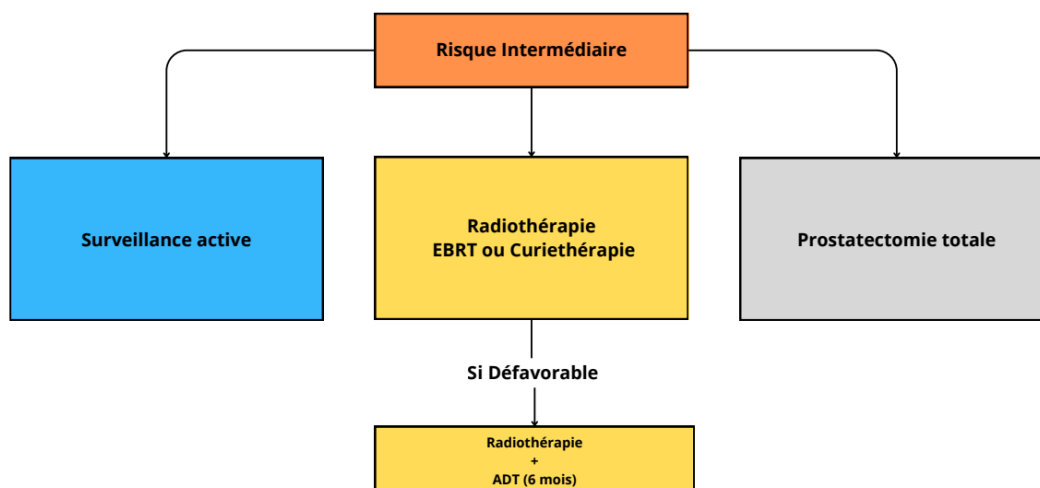 Risque Intermédiaire
Surveillance active
Radiothérapie
EBRT ou Curiethérapie
Prostatectomie totale
Si Défavorable
Radiothérapie
+
ADT (6 mois)